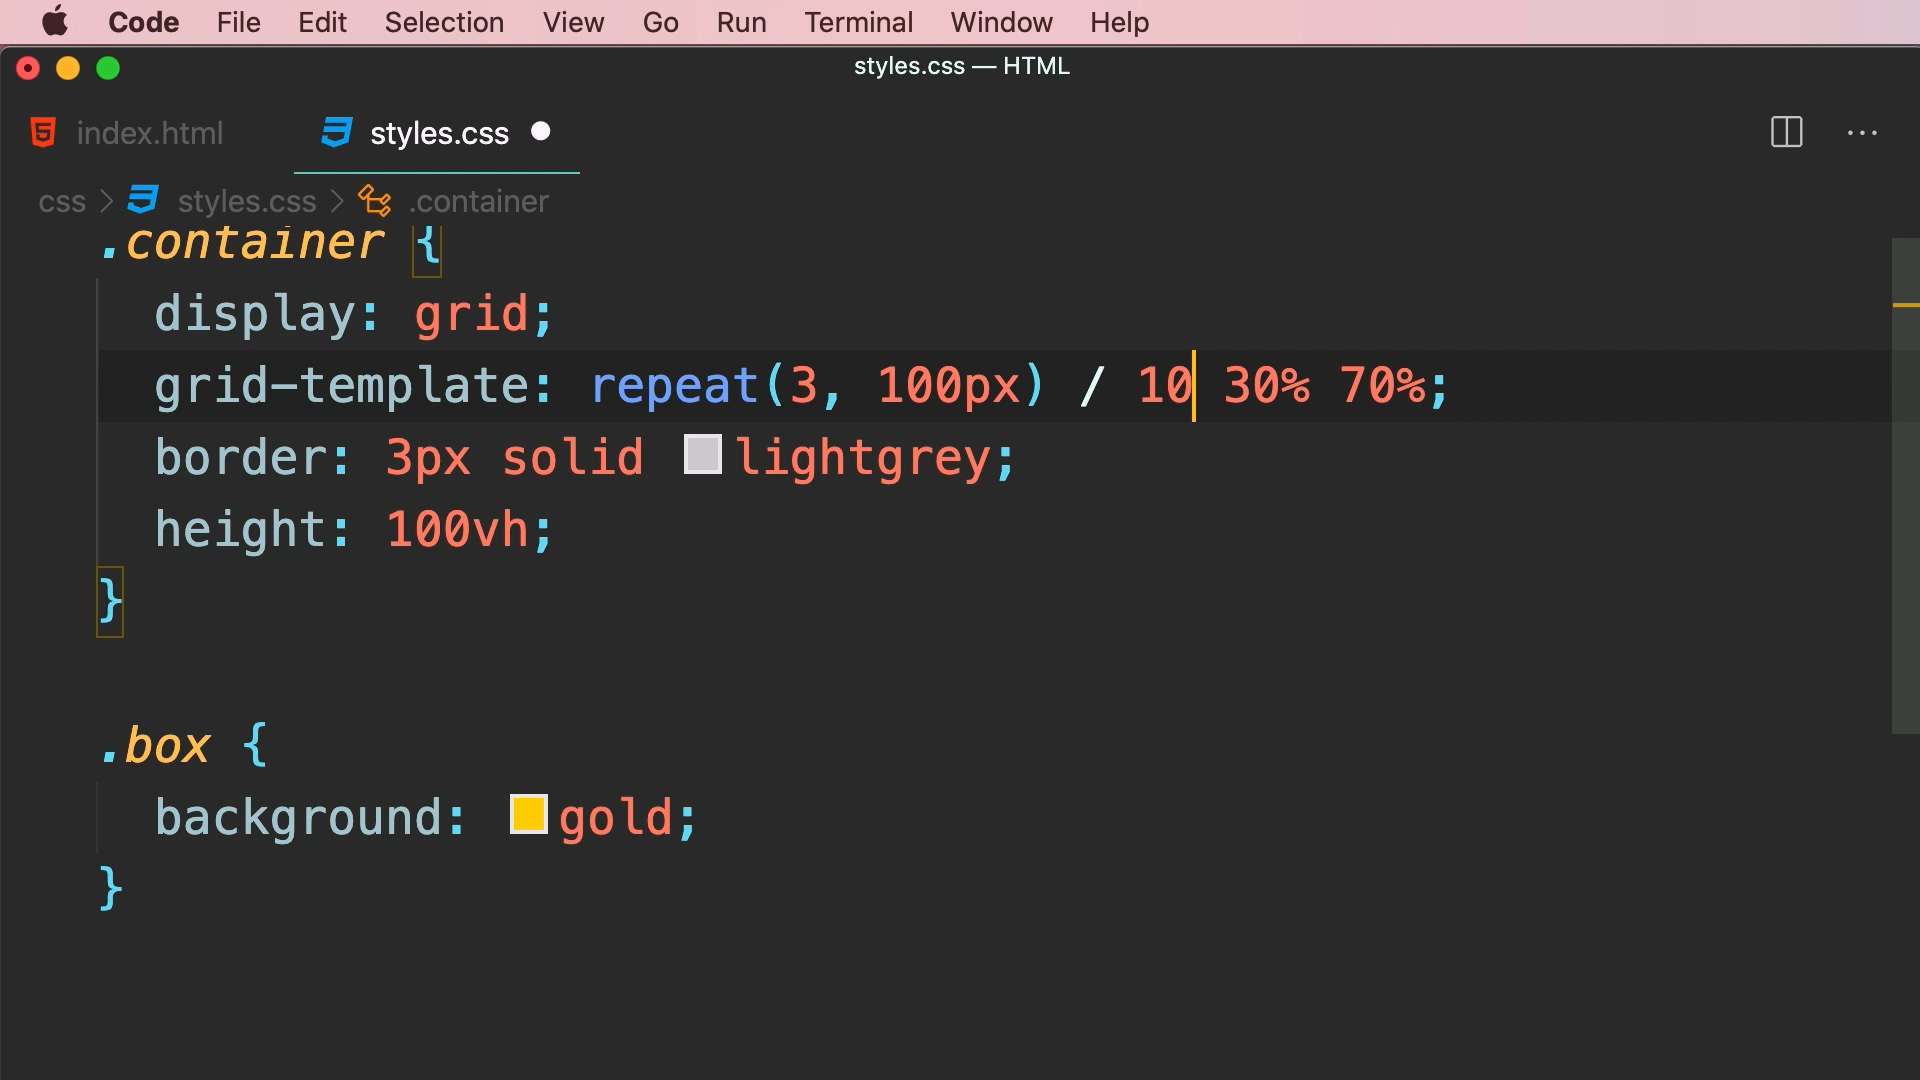 Code File Edit Selection View Go Run Terminal Window Help
styles.css — HTML
index.html styles.css
css > styles.css > .container
.container {
display: grid;
grid-template: repeat(3, 100px) / 10 30% 70%;
border: 3px solid lightgrey;
height: 100vh;
}
.box {
background: gold;
}